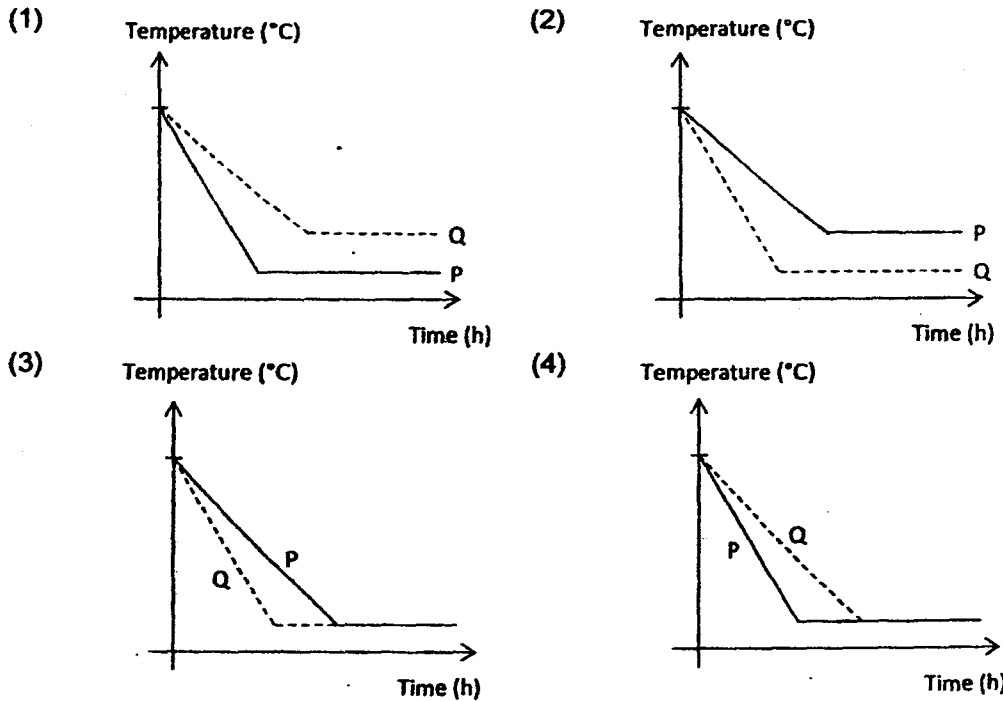 (1)
Temperature (°C)
Q
P
Time (h)
(2)
Temperature (°C)
P
Q
Time (h)
(3)
Temperature (°C)
P
Q
Time (h)
(4)
Temperature (°C)
Q
P
Time (h)